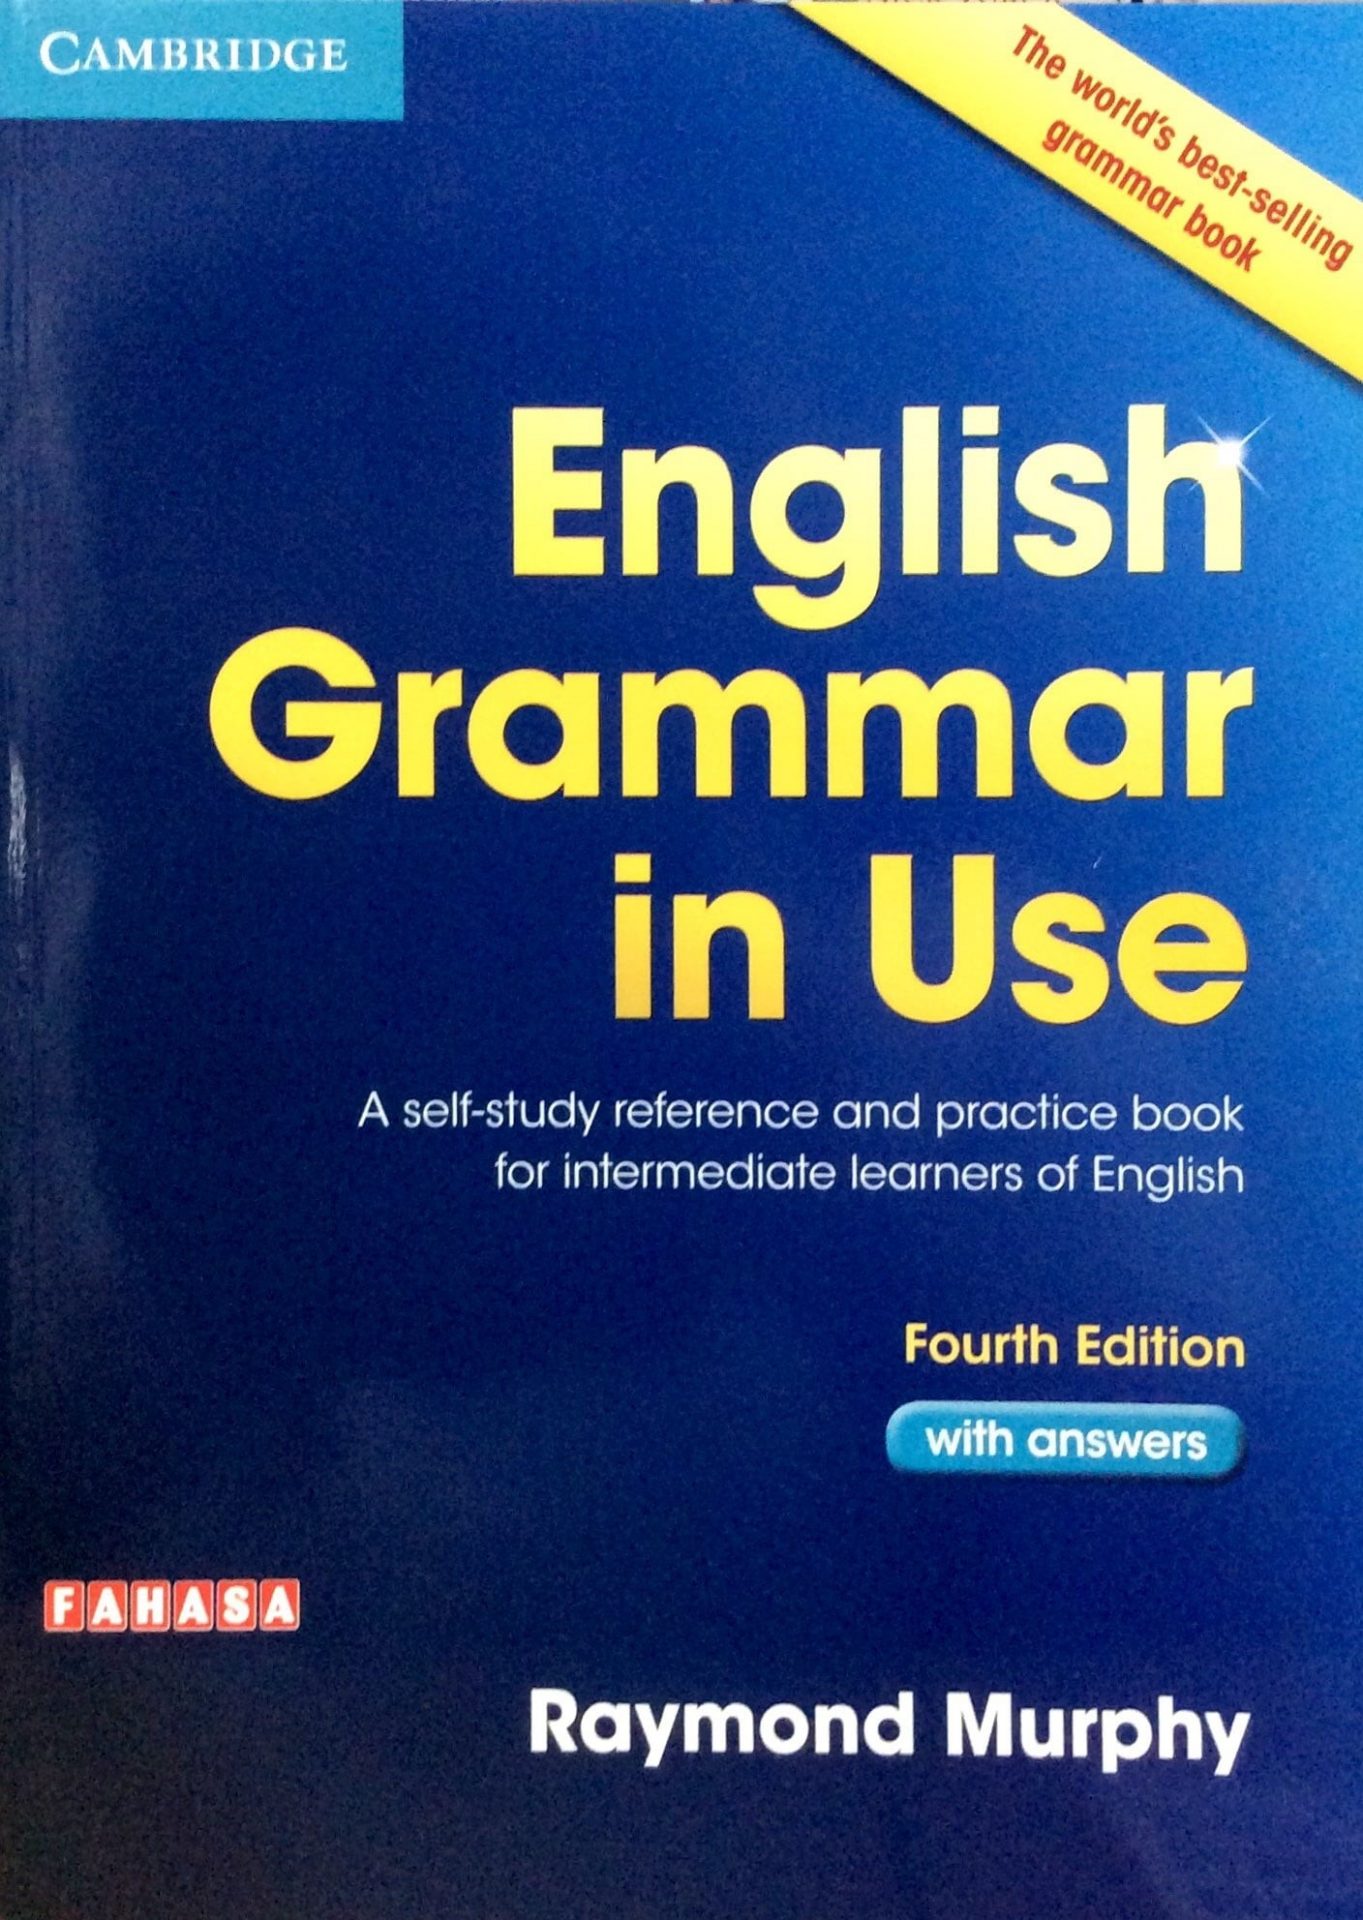 CAMBRIDGE
The world's best-selling
grammar book
English
Grammar
in Use
A self-study reference and practice book
for intermediate learners of English
Fourth Edition
with answers
FAHASA
Raymond Murphy